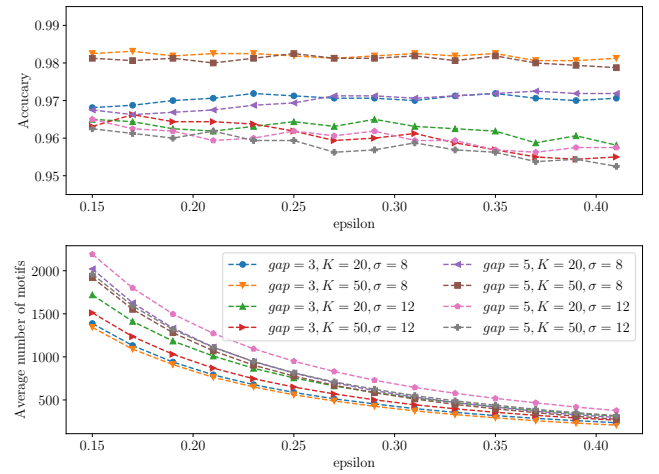 Accucary
0.99
0.98
0.97
0.96
0.95
0.15 0.20 0.25 0.30 0.35 0.40
epsilon
Average number of motifs
2000
1500
1000
500
gap = 3, K = 20, σ = 8
gap = 3, K = 50, σ = 8
gap = 3, K = 20, σ = 12
gap = 3, K = 50, σ = 12
gap = 5, K = 20, σ = 8
gap = 5, K = 50, σ = 8
gap = 5, K = 20, σ = 12
gap = 5, K = 50, σ = 12
0.15 0.20 0.25 0.30 0.35 0.40
epsilon